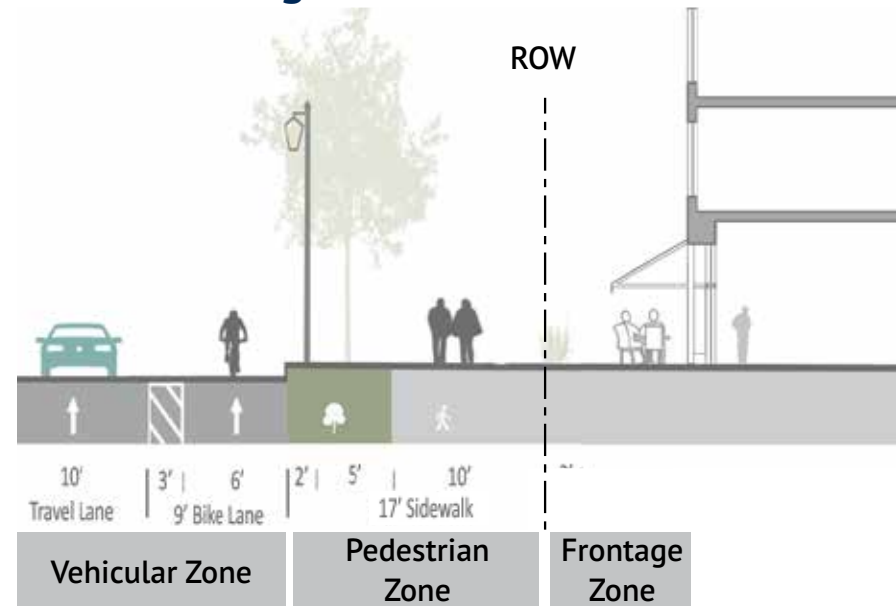 ROW
10' 3' 6' 2' 5' 10'
Travel Lane 9' Bike Lane 17' Sidewalk
Vehicular Zone
Pedestrian
Zone
Frontage
Zone